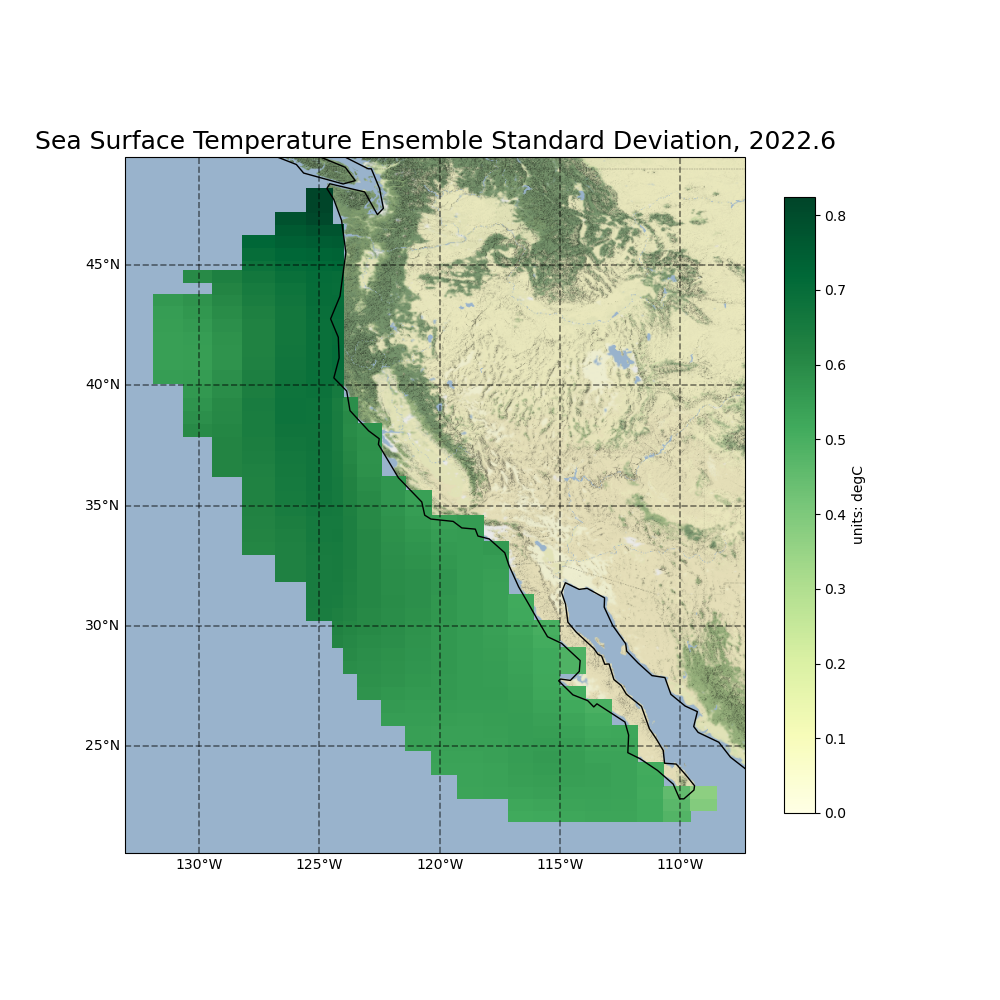 Sea Surface Temperature Ensemble Standard Deviation, 2022.6
45°N
40°N
35°N
30°N
25°N
130°W
125°W
120°W
115°W
110°W
0.8
0.7
0.6
0.5
0.4
0.3
0.2
0.1
0.0
units: degC